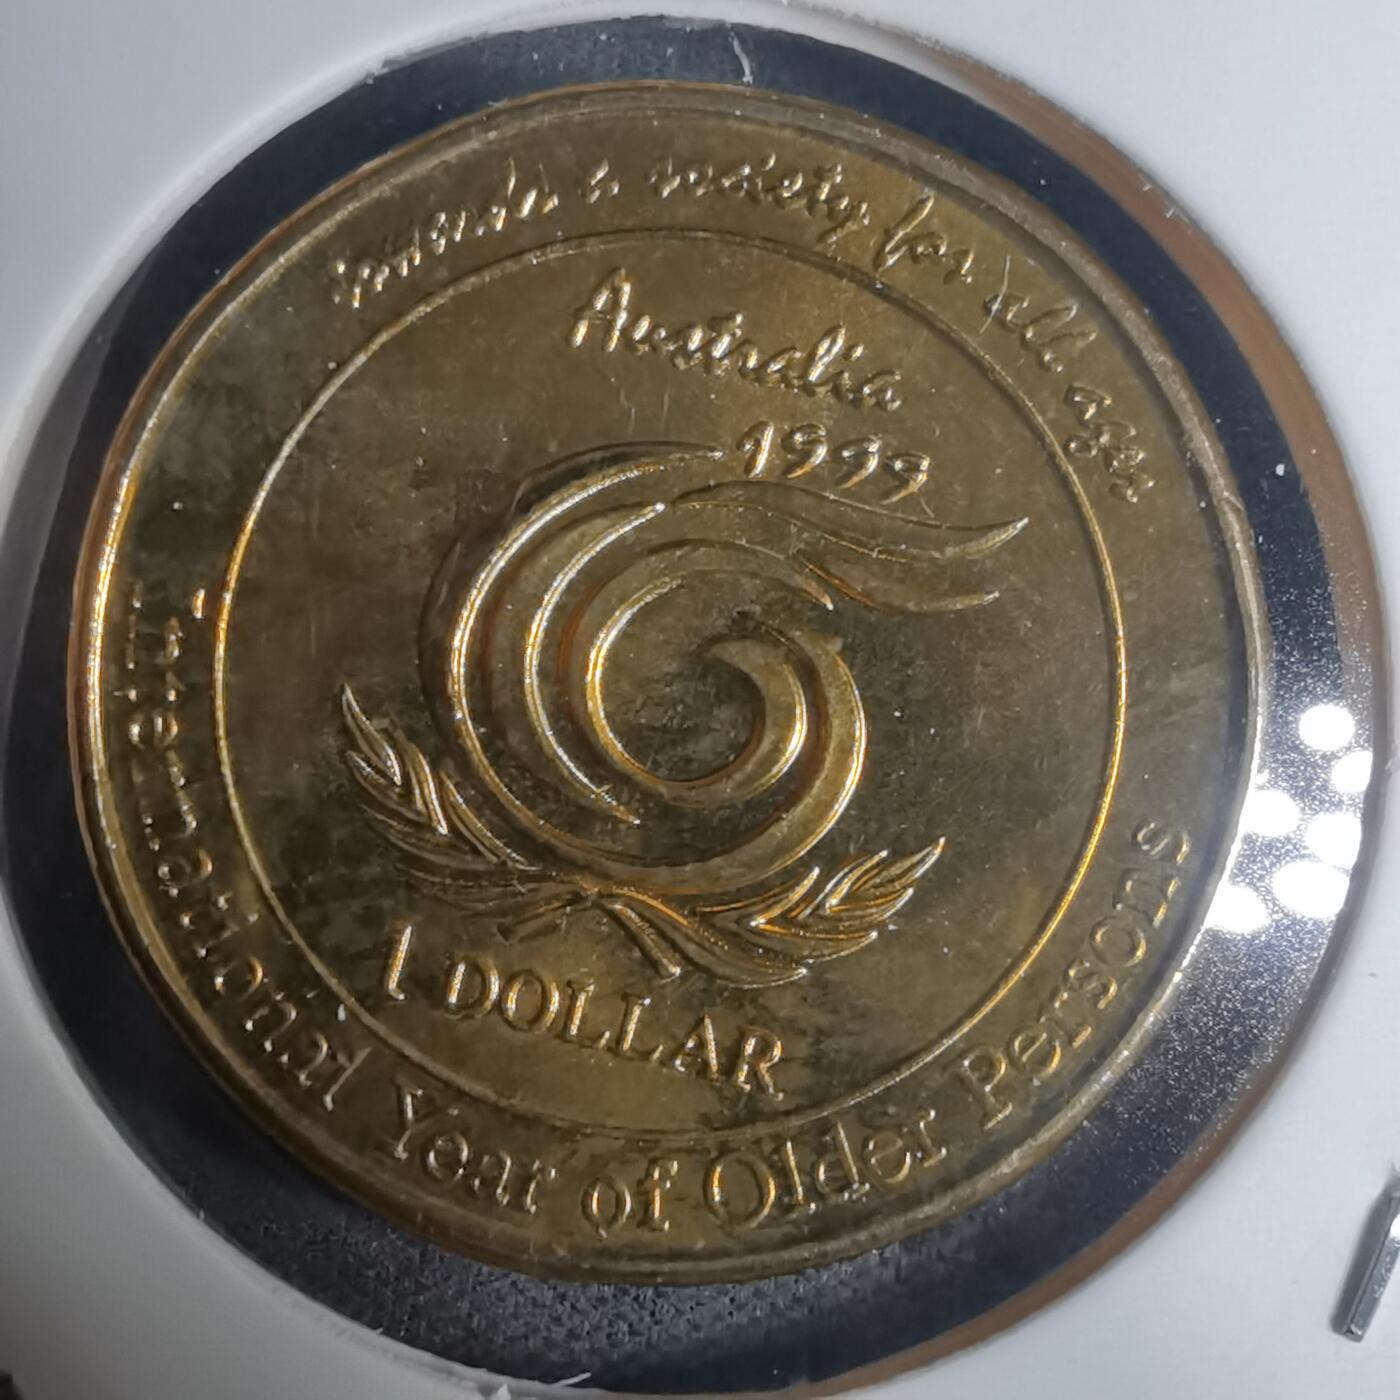 towards a society for all ages
Australia
1999
1 DOLLAR
International Year of Older Persons